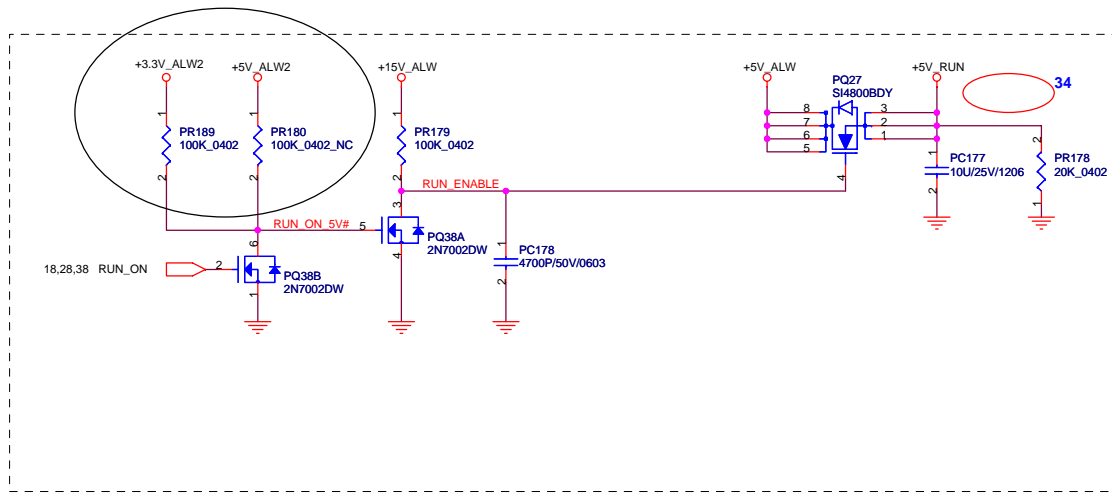 +3.3V_ALW2
+5V_ALW2
+15V_ALW
+5V_ALW
+5V_RUN
34
PQ27
SI4800BDY
1
1
1
8
7
6
5
3
2
1
4
PR189
100K_0402
PR180
100K_0402_NC
PR179
100K_0402
2
2
2
1
PC177
10U/25V/1206
2
2
PR178
20K_0402
1
RUN_ENABLE
3
RUN_ON_5V#
5
PQ38A
2N7002DW
4
1
PC178
4700P/50V/0603
2
6
18,28,38 RUN_ON
2
PQ38B
2N7002DW
1